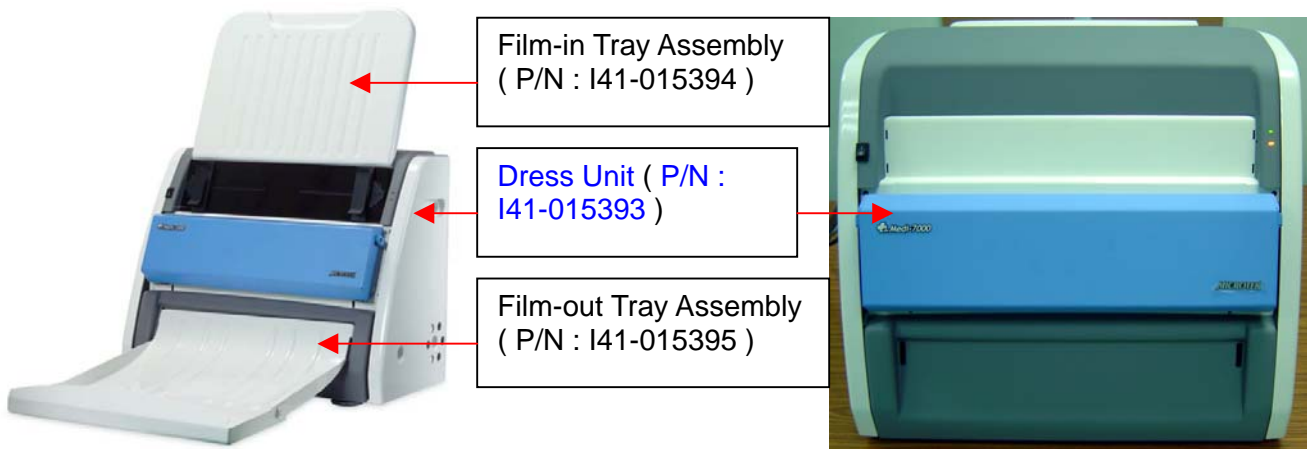 Film-in Tray Assembly
( P/N : I41-015394 )
Dress Unit ( P/N :
I41-015393 )
Film-out Tray Assembly
( P/N : I41-015395 )
Medi-7000
MICROTEK